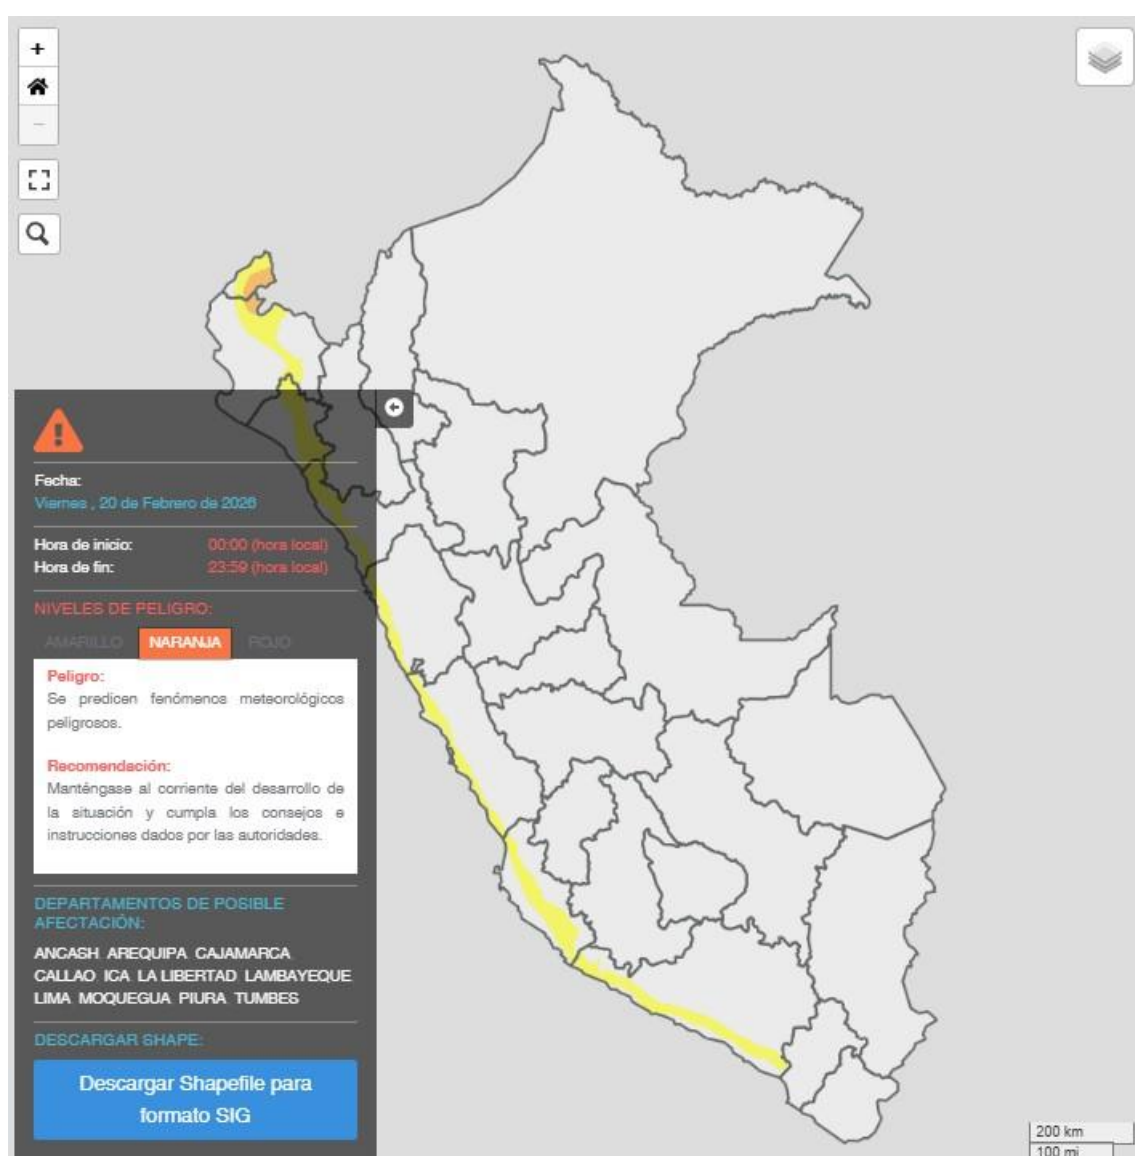 +
−
Fecha:
Viernes , 20 de Febrero de 2026
Hora de inicio: 00:00 (hora local)
Hora de fin: 23:59 (hora local)
NIVELES DE PELIGRO:
AMARILLO NARANJA ROJO
Peligro:
Se predicen fenómenos meteorológicos
peligrosos.
Recomendación:
Manténgase al corriente del desarrollo de
la situación y cumpla los consejos e
instrucciones dados por las autoridades.
DEPARTAMENTOS DE POSIBLE
AFECTACIÓN:
ANCASH AREQUIPA CAJAMARCA
CALLAO ICA LA LIBERTAD LAMBAYEQUE
LIMA MOQUEGUA PIURA TUMBES
DESCARGAR SHAPE:
Descargar Shapefile para
formato SIG
200 km
100 mi